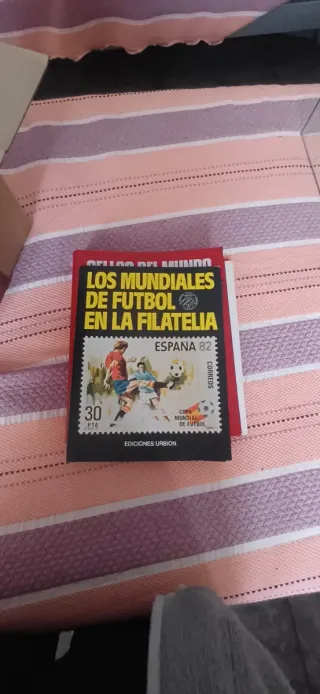 SELLOS DEL MUNDO
LOS MUNDIALES
DE FUTBOL
EN LA FILATELIA
ESPAÑA 82
CORREOS
30
PTA
COPA
MUNDIAL
DE FUTBOL
EDICIONES URBION